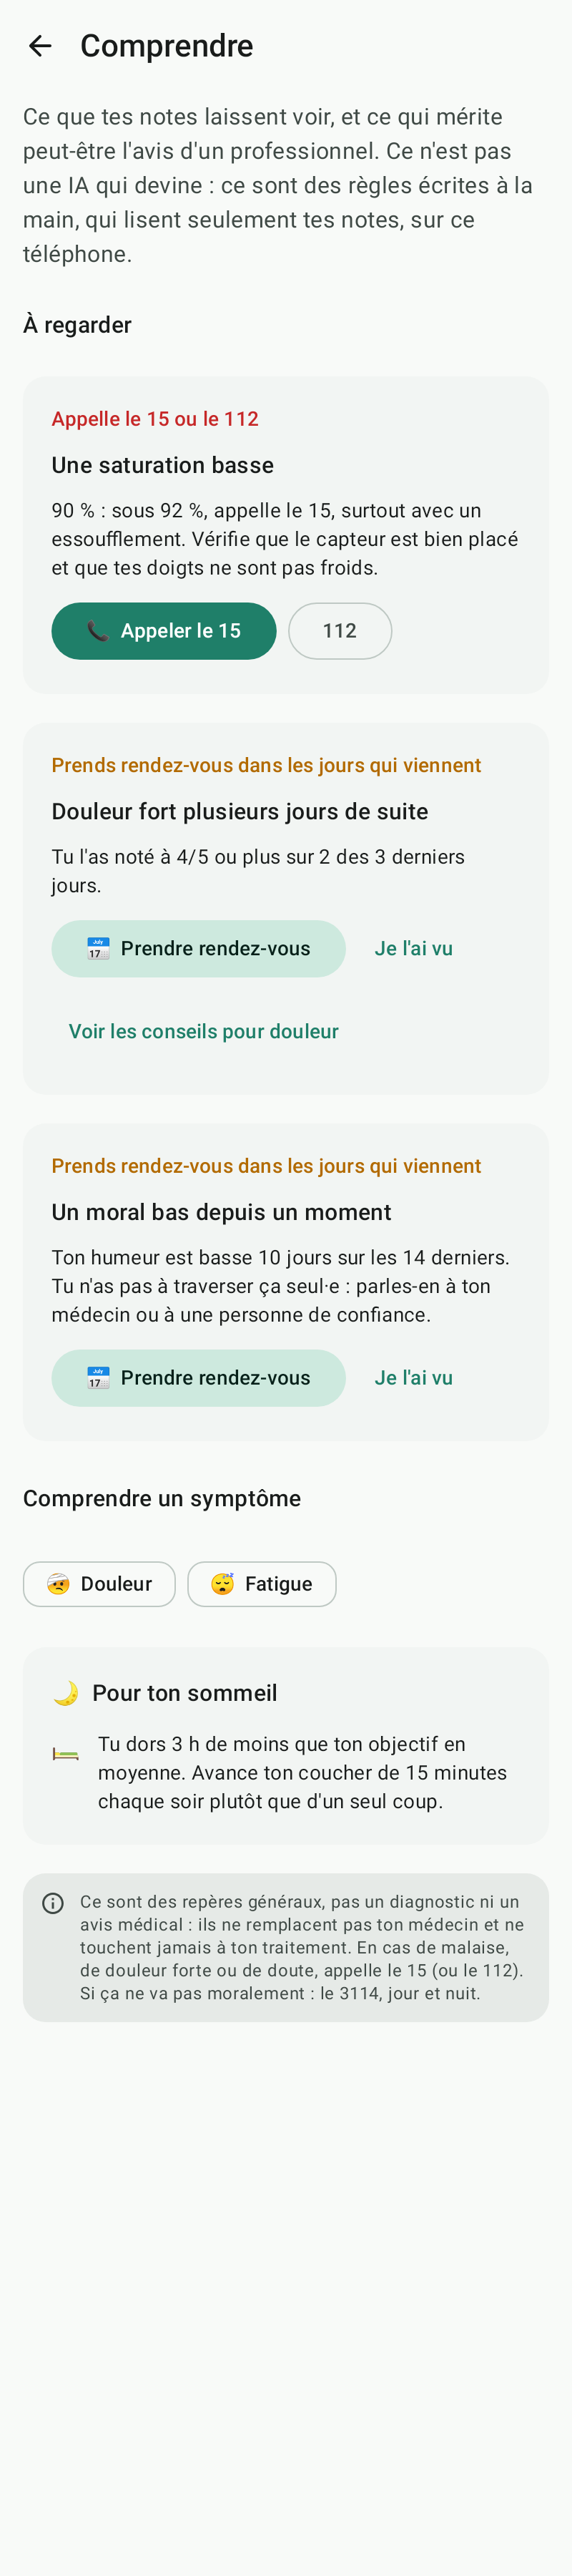 Comprendre
Ce que tes notes laissent voir, et ce qui mérite
peut-être l'avis d'un professionnel. Ce n'est pas
une IA qui devine : ce sont des règles écrites à la
main, qui lisent seulement tes notes, sur ce
téléphone.
À regarder
Appelle le 15 ou le 112
Une saturation basse
90 % : sous 92 %, appelle le 15, surtout avec un
essoufflement. Vérifie que le capteur est bien placé
et que tes doigts ne sont pas froids.
Appeler le 15
112
Prends rendez-vous dans les jours qui viennent
Douleur fort plusieurs jours de suite
Tu l'as noté à 4/5 ou plus sur 2 des 3 derniers
jours.
July
17
Prendre rendez-vous
Je l'ai vu
Voir les conseils pour douleur
Prends rendez-vous dans les jours qui viennent
Un moral bas depuis un moment
Ton humeur est basse 10 jours sur les 14 derniers.
Tu n'as pas à traverser ça seul·e : parles-en à ton
médecin ou à une personne de confiance.
July
17
Prendre rendez-vous
Je l'ai vu
Comprendre un symptôme
Douleur
Fatigue
Pour ton sommeil
Tu dors 3 h de moins que ton objectif en
moyenne. Avance ton coucher de 15 minutes
chaque soir plutôt que d'un seul coup.
Ce sont des repères généraux, pas un diagnostic ni un
avis médical : ils ne remplacent pas ton médecin et ne
touchent jamais à ton traitement. En cas de malaise,
de douleur forte ou de doute, appelle le 15 (ou le 112).
Si ça ne va pas moralement : le 3114, jour et nuit.